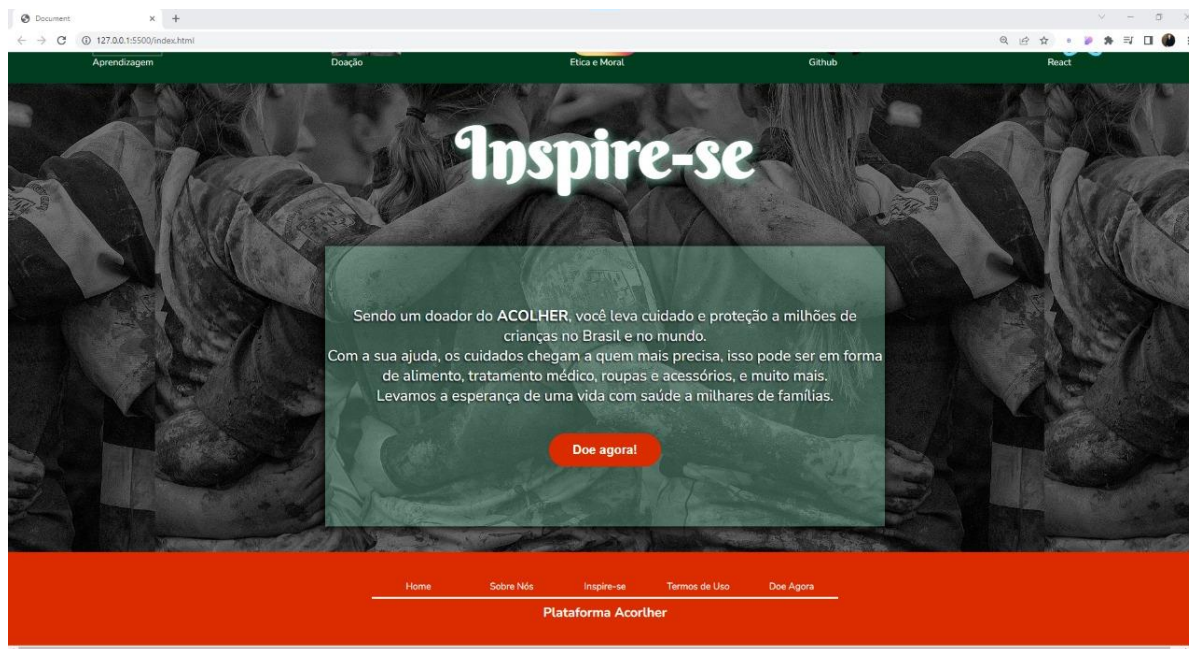 Document
127.0.0.1:5500/index.html
Aprendizagem Doação Etica e Moral Github React
Inspire-se
Sendo um doador do ACOLHER, você leva cuidado e proteção a milhões de
crianças no Brasil e no mundo.
Com a sua ajuda, os cuidados chegam a quem mais precisa, isso pode ser em forma
de alimento, tratamento médico, roupas e acessórios, e muito mais.
Levamos a esperança de uma vida com saúde a milhares de famílias.
Doe agora!
Home Sobre Nós Inspire-se Termos de Uso Doe Agora
Plataforma Acorlher